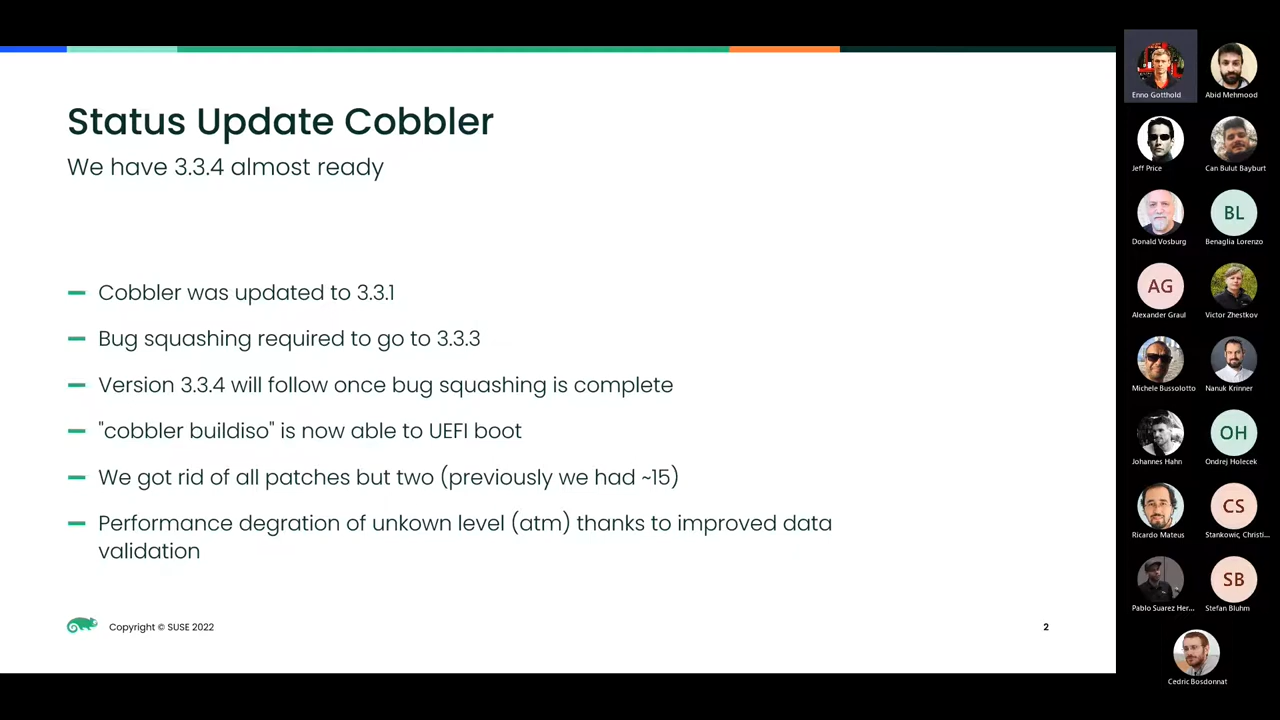 Status Update Cobbler
We have 3.3.4 almost ready
Cobbler was updated to 3.3.1
Bug squashing required to go to 3.3.3
Version 3.3.4 will follow once bug squashing is complete
"cobbler buildiso" is now able to UEFI boot
We got rid of all patches but two (previously we had ~15)
Performance degration of unkown level (atm) thanks to improved data
validation
Copyright © SUSE 2022
2
Enno Gotthold
Abid Mehmood
Jeff Price
Can Bulut Bayburt
Donald Vosburg
BL
Benaglia Lorenzo
AG
Alexander Graul
Victor Zhestkov
Michele Bussolotto
Nanuk Krinner
Johannes Hahn
OH
Ondrej Holecek
Ricardo Mateus
CS
Stankowic, Christi...
Pablo Suarez Her...
SB
Stefan Bluhm
Cedric Bosdonnat